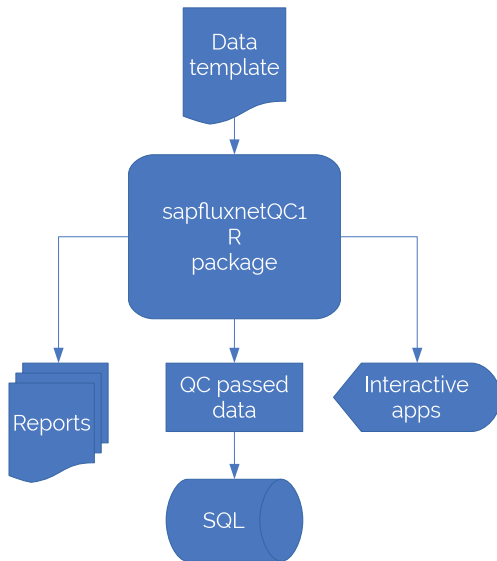 Data
template
sapfluxnetQC1
R
package
Reports
QC passed
data
Interactive
apps
SQL